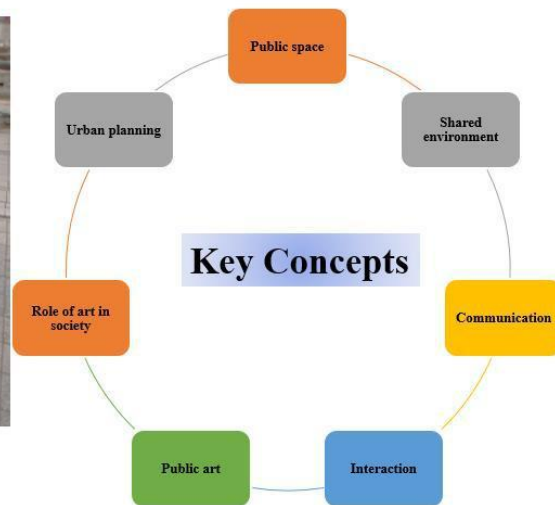 Public space
Urban planning
Shared
environment
Key Concepts
Role of art in
society
Communication
Public art
Interaction